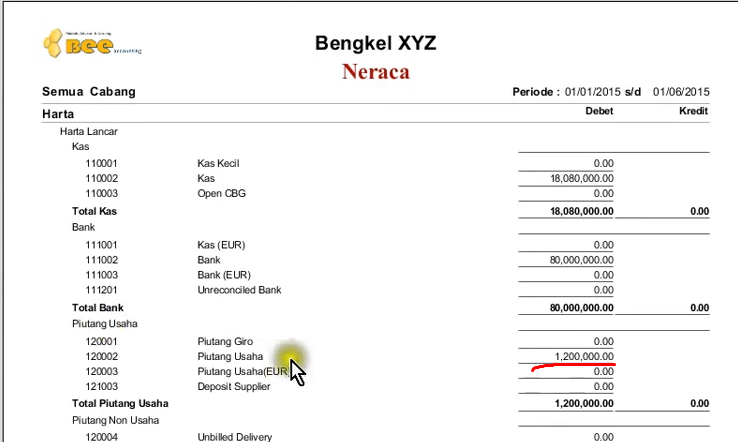 BEE accounting
Bengkel XYZ
Neraca
Semua Cabang Periode : 01/01/2015 s/d 01/06/2015
Harta Debet Kredit
Harta Lancar
Kas
110001 Kas Kecil 0.00
110002 Kas 18,080,000.00
110003 Open CBG 0.00
Total Kas 18,080,000.00 0.00
Bank
111001 Kas (EUR) 0.00
111002 Bank 80,000,000.00
111003 Bank (EUR) 0.00
111201 Unreconciled Bank 0.00
Total Bank 80,000,000.00 0.00
Piutang Usaha
120001 Piutang Giro 0.00
120002 Piutang Usaha 1,200,000.00
120003 Piutang Usaha(EUR 0.00
121003 Deposit Supplier 0.00
Total Piutang Usaha 1,200,000.00 0.00
Piutang Non Usaha
120004 Unbilled Delivery 0.00